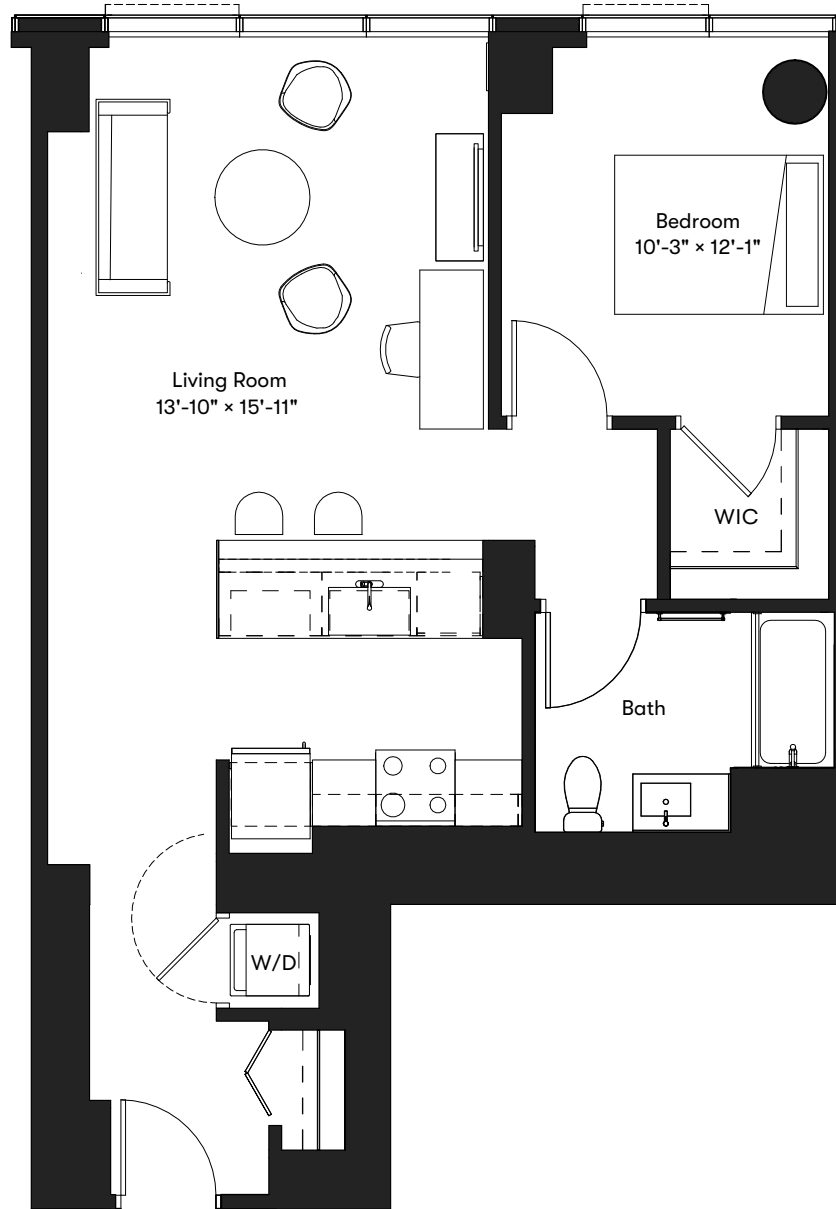 Bedroom
10'-3" × 12'-1"
Living Room
13'-10" × 15'-11"
WIC
Bath
W/D